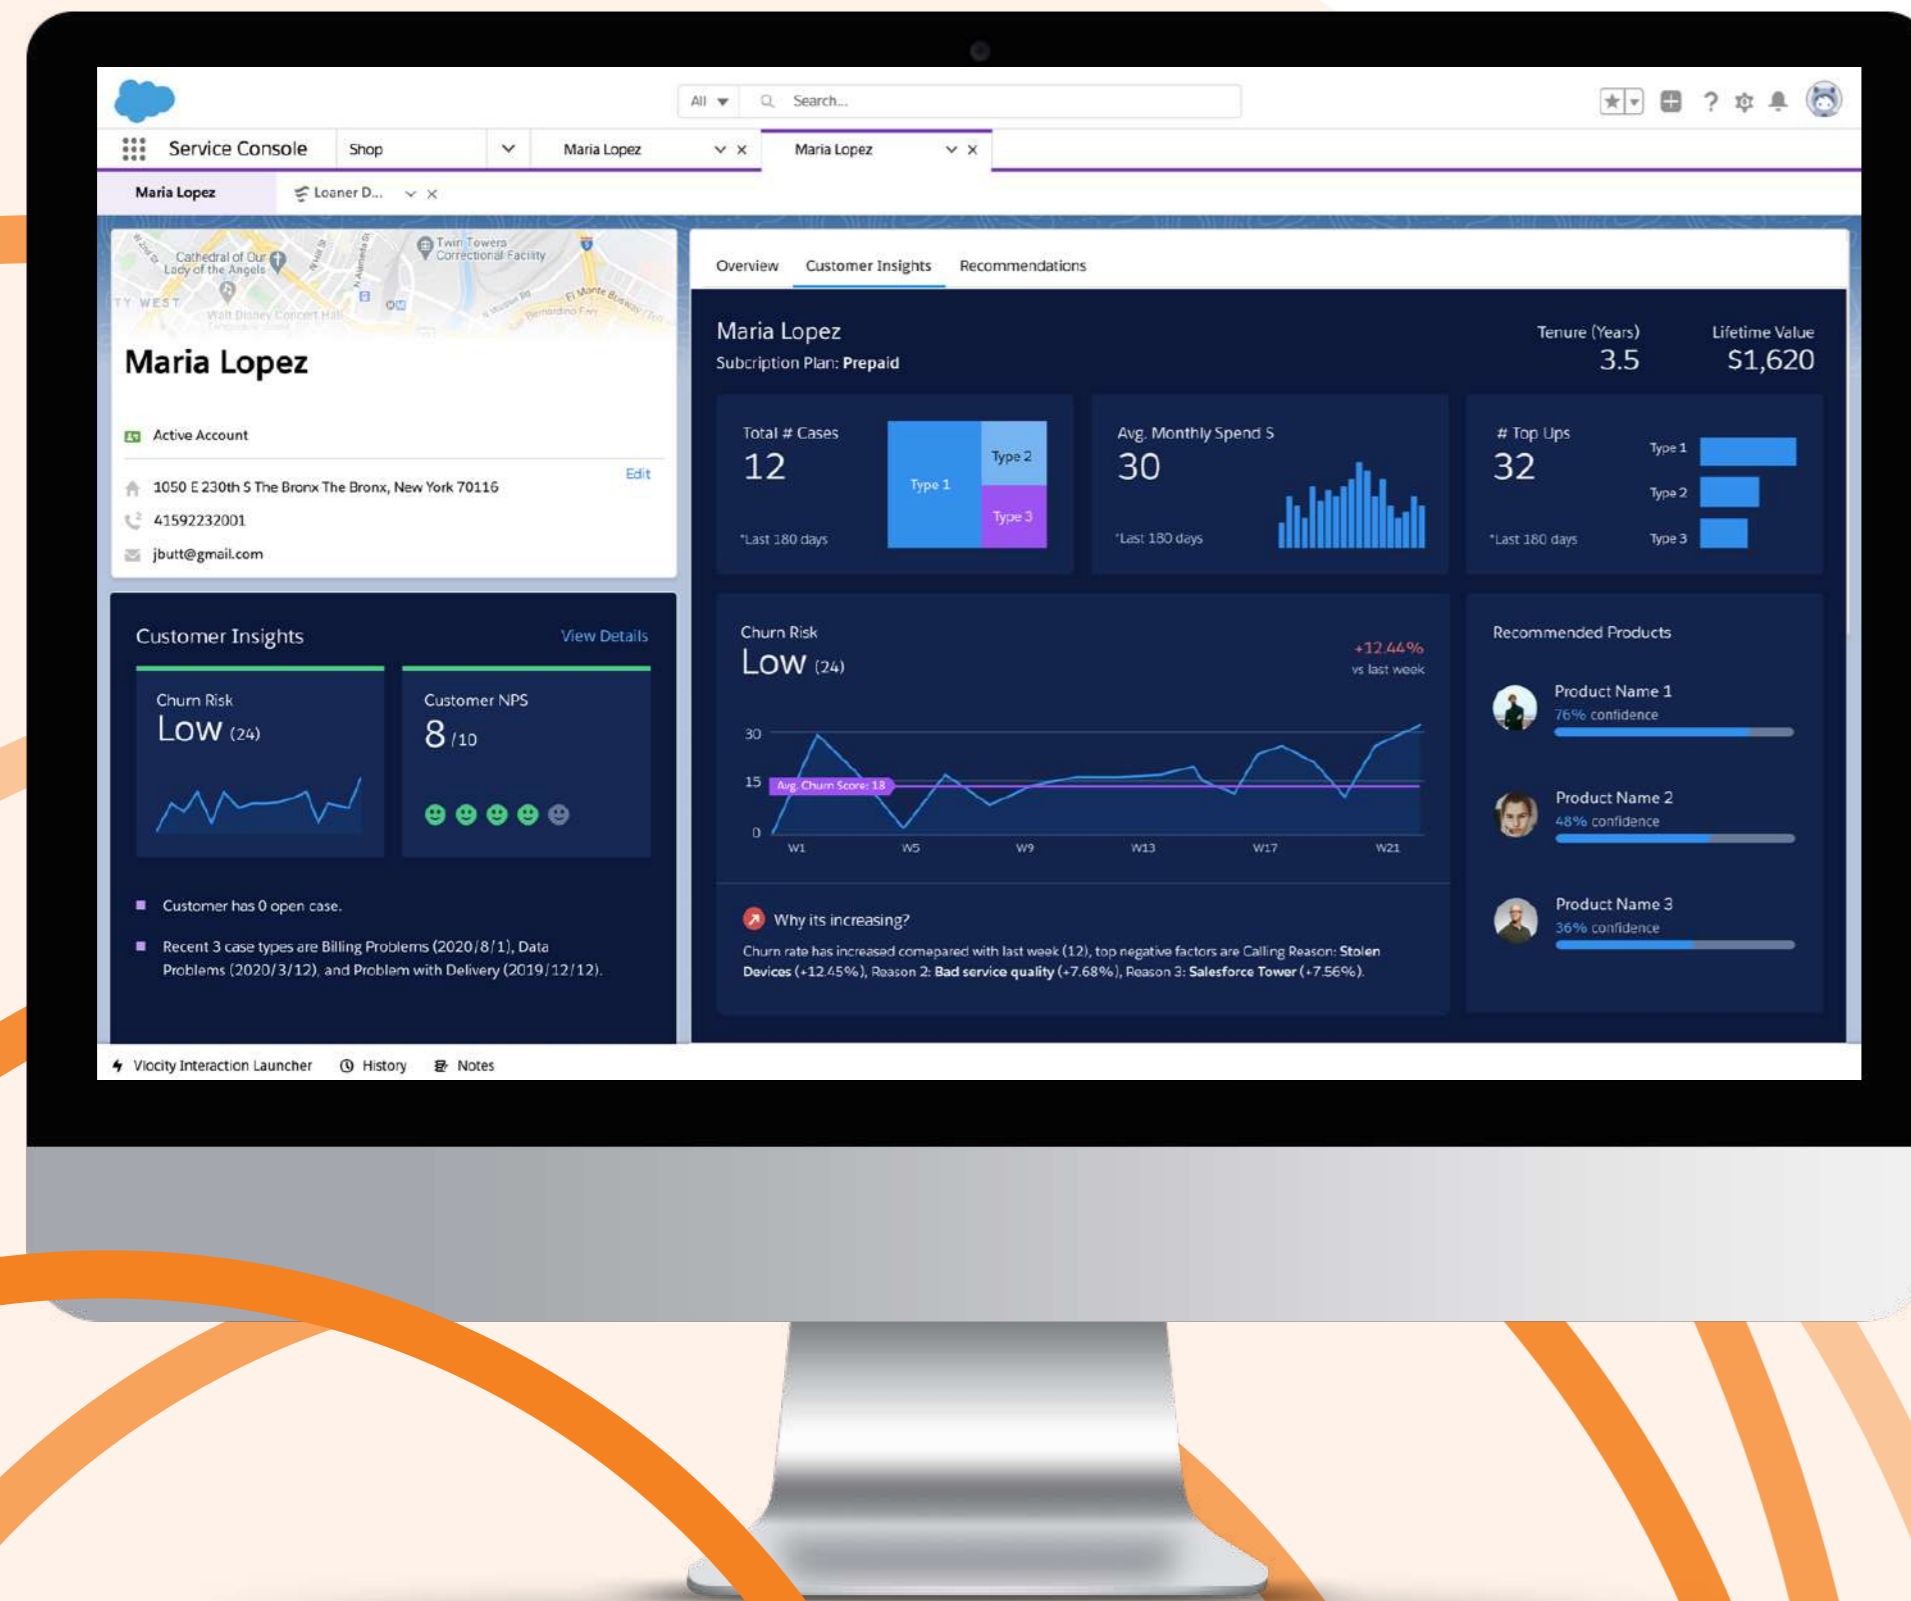 All Search...
Service Console Shop Maria Lopez Maria Lopez
Maria Lopez Loaner D...
Cathedral of Our
Lady of the Angels
Twin Towers
Correctional Facility
N Alameda St
El Monte Busway
TY WEST
Walt Disney Concert Hall
Maria Lopez
Active Account
Edit
1050 E 230th S The Bronx The Bronx, New York 70116
41592232001
jbutt@gmail.com
Customer Insights View Details
Churn Risk
Low (24)
Customer NPS
8 /10
Customer has 0 open case.
Recent 3 case types are Billing Problems (2020/8/1), Data
Problems (2020/3/12), and Problem with Delivery (2019/12/12).
Overview Customer Insights Recommendations
Maria Lopez
Subcription Plan: Prepaid
Tenure (Years)
3.5
Lifetime Value
$1,620
Total # Cases
12
*Last 180 days
Type 1
Type 2
Type 3
Avg. Monthly Spend $
30
*Last 180 days
# Top Ups
32
*Last 180 days
Type 1
Type 2
Type 3
Churn Risk
Low (24)
+12.44%
vs last week
30
15
0
Avg. Churn Score: 18
W1 W5 W9 W13 W17 W21
Why its increasing?
Churn rate has increased comepared with last week (12), top negative factors are Calling Reason: Stolen
Devices (+12.45%), Reason 2: Bad service quality (+7.68%), Reason 3: Salesforce Tower (+7.56%).
Recommended Products
Product Name 1
76% confidence
Product Name 2
48% confidence
Product Name 3
36% confidence
Vlocity Interaction Launcher History Notes